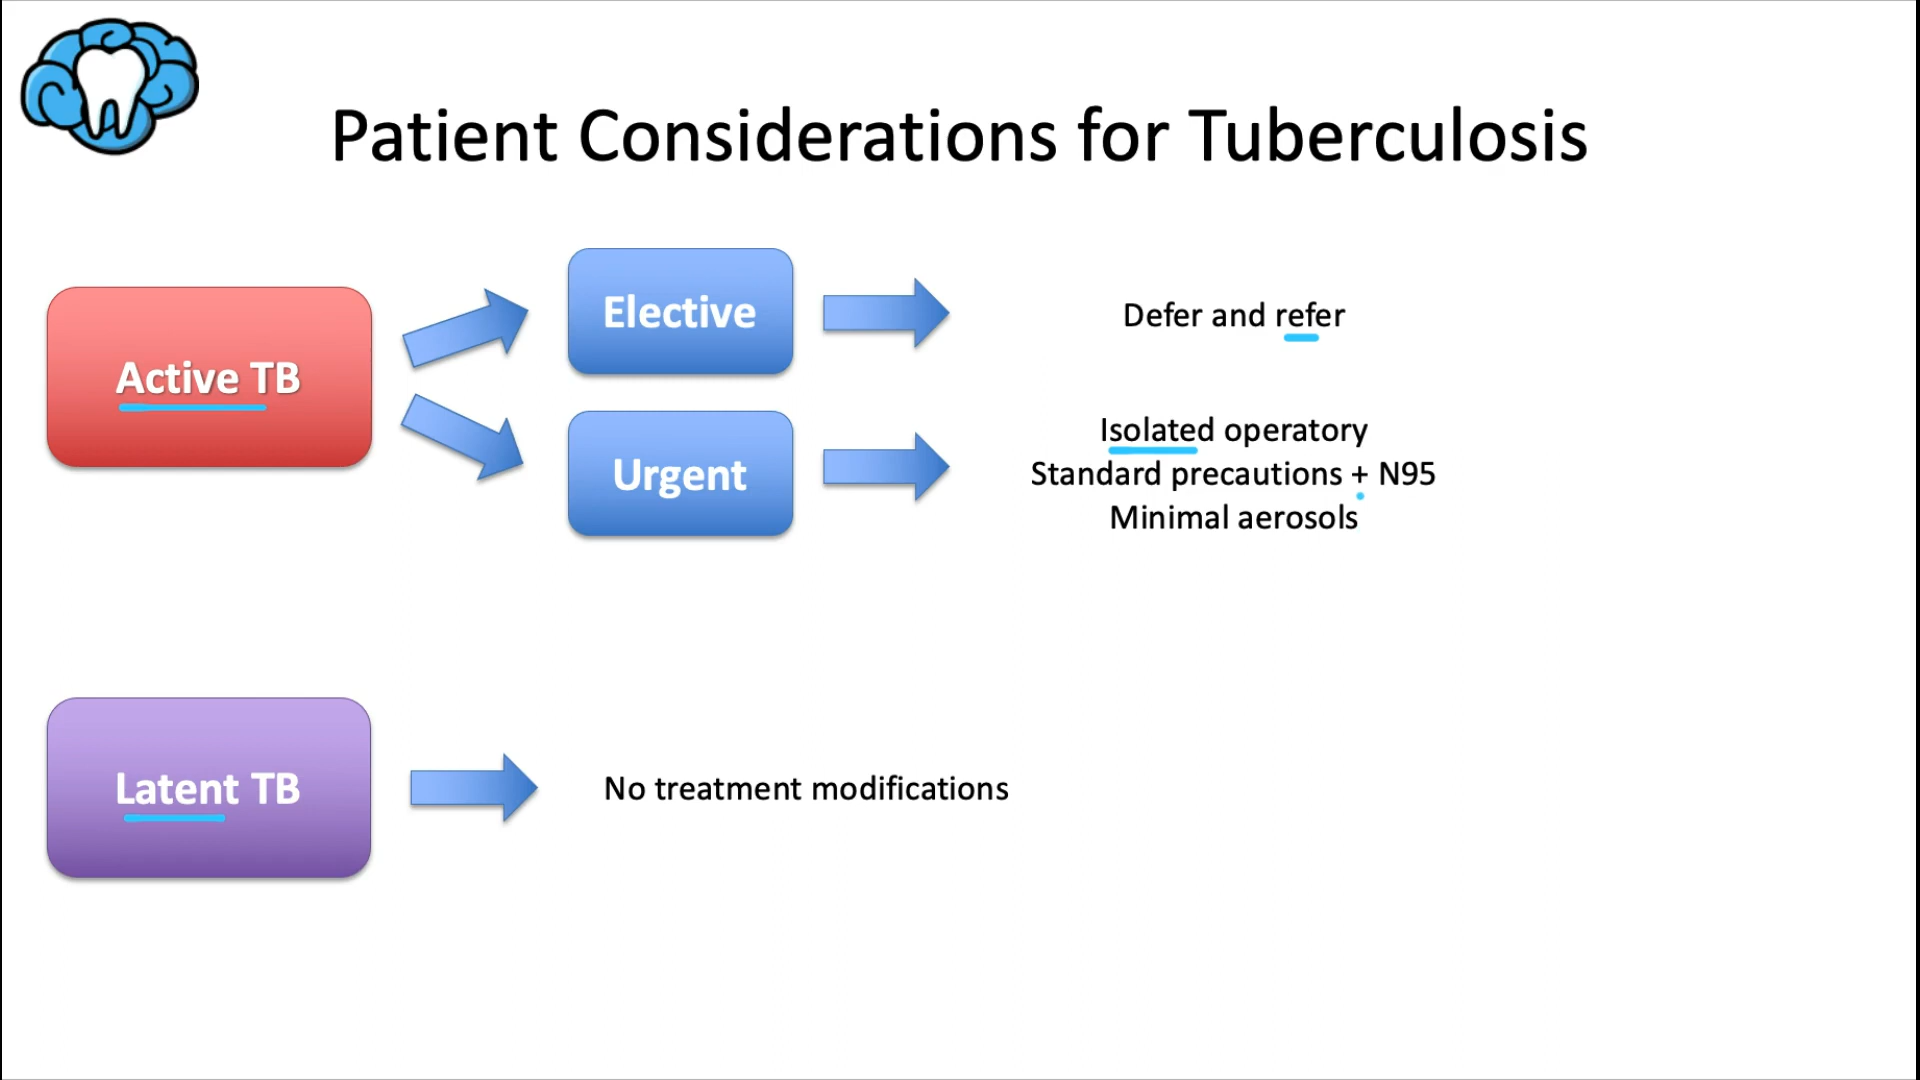 Patient Considerations for Tuberculosis
Active TB
Elective
Defer and refer
Urgent
Isolated operatory
Standard precautions + N95
Minimal aerosols
Latent TB
No treatment modifications